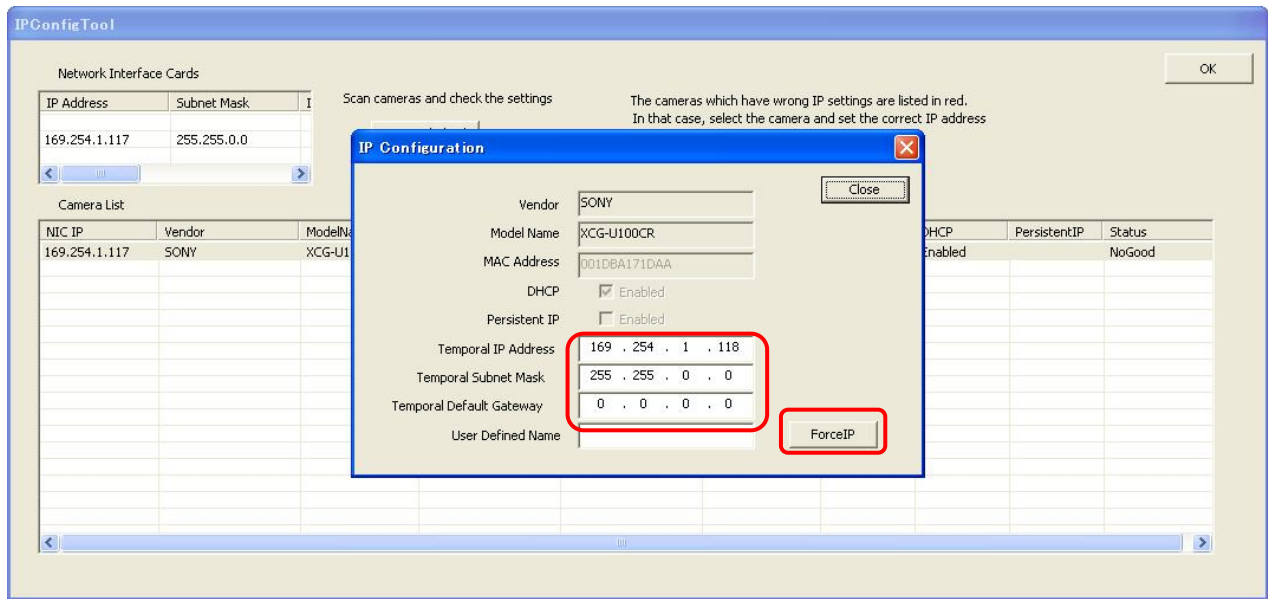 IPConfigTool
OK
Network Interface Cards
IP Address Subnet Mask I
169.254.1.117 255.255.0.0
Scan cameras and check the settings
The cameras which have wrong IP settings are listed in red.
In that case, select the camera and set the correct IP address
Camera List
NIC IP Vendor ModelNa DHCP PersistentIP Status
169.254.1.117 SONY XCG-U1 Enabled NoGood
IP Configuration
Close
Vendor SONY
Model Name XCG-U100CR
MAC Address 001DBA171DAA
DHCP Enabled
Persistent IP Enabled
Temporal IP Address 169 . 254 . 1 . 118
Temporal Subnet Mask 255 . 255 . 0 . 0
Temporal Default Gateway 0 . 0 . 0 . 0
User Defined Name
ForceIP